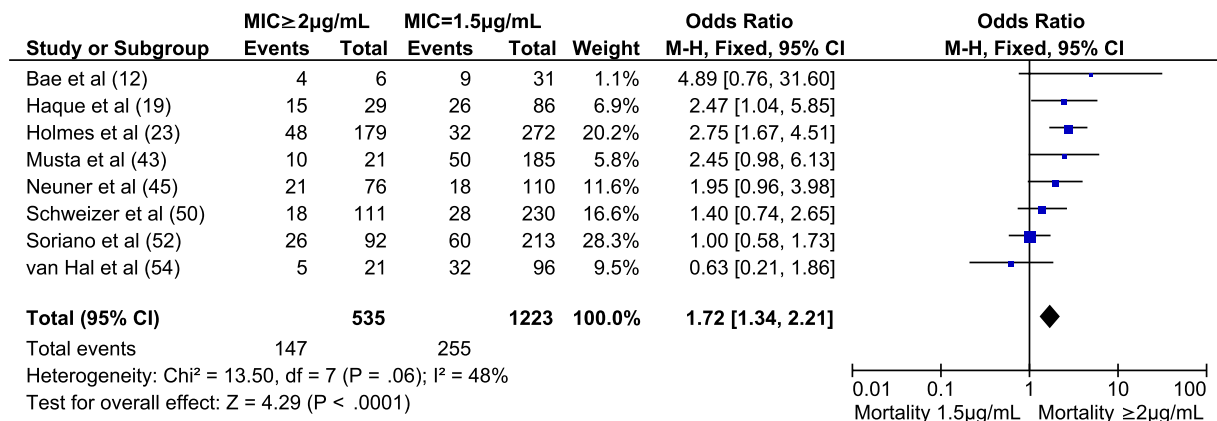 MIC≥2µg/mL MIC=1.5µg/mL Odds Ratio Odds Ratio
Study or Subgroup Events Total Events Total Weight M-H, Fixed, 95% CI M-H, Fixed, 95% CI
Bae et al (12) 4 6 9 31 1.1% 4.89 [0.76, 31.60]
Haque et al (19) 15 29 26 86 6.9% 2.47 [1.04, 5.85]
Holmes et al (23) 48 179 32 272 20.2% 2.75 [1.67, 4.51]
Musta et al (43) 10 21 50 185 5.8% 2.45 [0.98, 6.13]
Neuner et al (45) 21 76 18 110 11.6% 1.95 [0.96, 3.98]
Schweizer et al (50) 18 111 28 230 16.6% 1.40 [0.74, 2.65]
Soriano et al (52) 26 92 60 213 28.3% 1.00 [0.58, 1.73]
van Hal et al (54) 5 21 32 96 9.5% 0.63 [0.21, 1.86]
Total (95% CI) 535 1223 100.0% 1.72 [1.34, 2.21]
Total events 147 255
Heterogeneity: Chi² = 13.50, df = 7 (P = .06); I² = 48%
Test for overall effect: Z = 4.29 (P < .0001)
0.01 0.1 1 10 100
Mortality 1.5µg/mL Mortality ≥2µg/mL